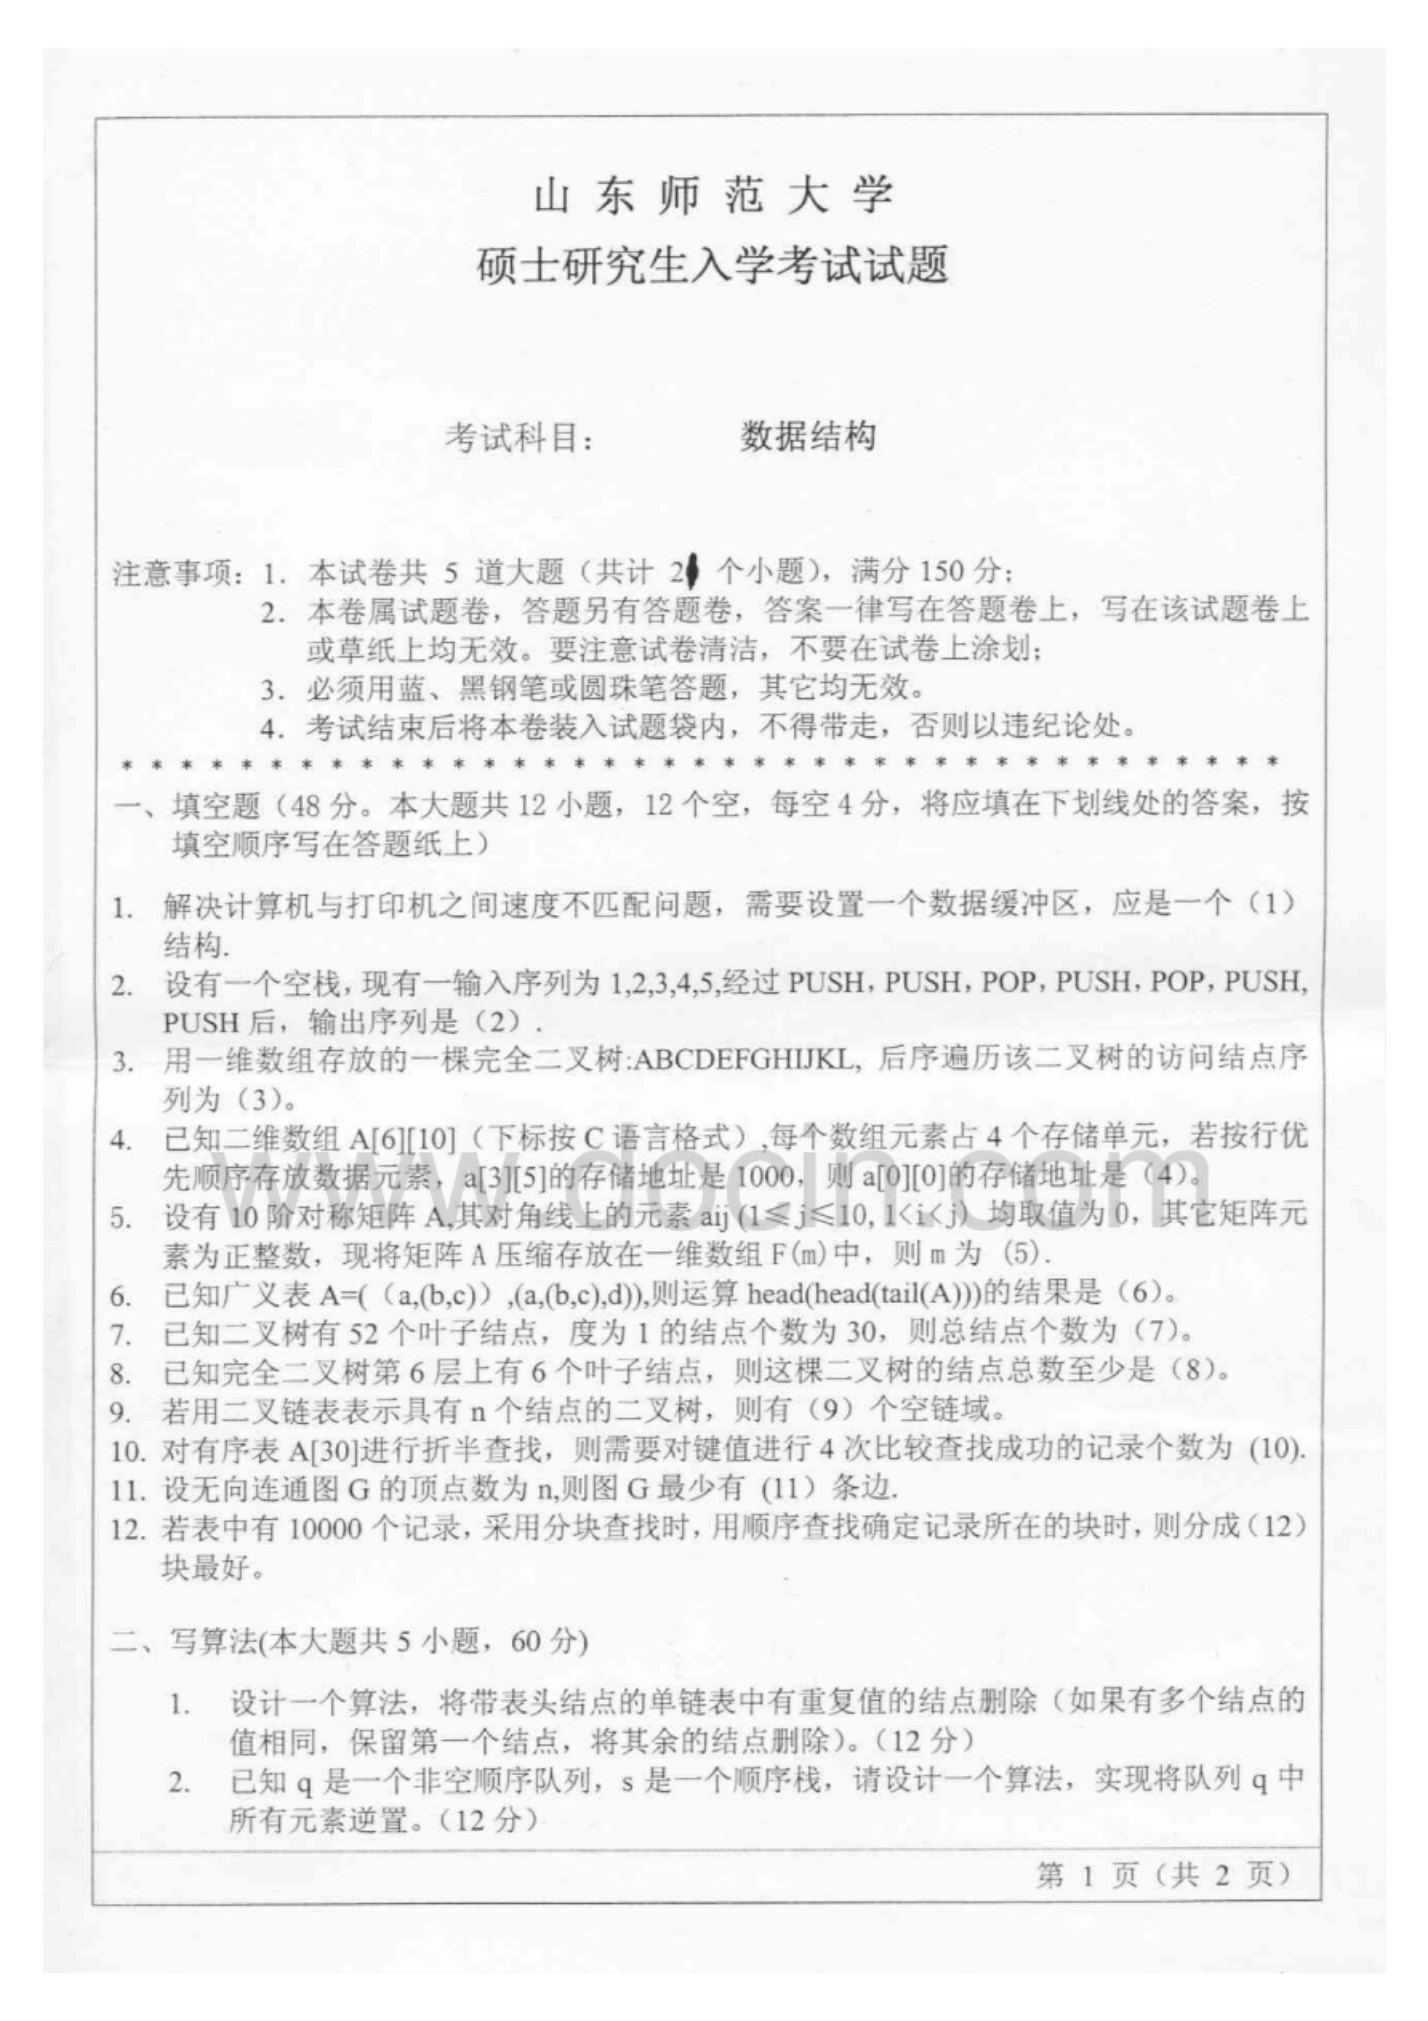 山东师范大学
硕士研究生入学考试试题
考试科目： 数据结构
注意事项：1. 本试卷共 5 道大题（共计 2 个小题），满分 150 分；
2. 本卷属试题卷，答题另有答题卷，答案一律写在答题卷上，写在该试题卷上
或草纸上均无效。要注意试卷清洁，不要在试卷上涂划；
3. 必须用蓝、黑钢笔或圆珠笔答题，其它均无效。
4. 考试结束后将本卷装入试题袋内，不得带走，否则以违纪论处。
* * * * * * * * * * * * * * * * * * * * * * * * * * * * * * * * * * * * * * *
一、填空题（48 分。本大题共 12 小题，12 个空，每空 4 分，将应填在下划线处的答案，按
填空顺序写在答题纸上）
1. 解决计算机与打印机之间速度不匹配问题，需要设置一个数据缓冲区，应是一个（1）
结构.
2. 设有一个空栈，现有一输入序列为 1,2,3,4,5,经过 PUSH，PUSH，POP，PUSH，POP，PUSH,
PUSH 后，输出序列是（2）.
3. 用一维数组存放的一棵完全二叉树:ABCDEFGHIJKL, 后序遍历该二叉树的访问结点序
列为（3）。
4. 已知二维数组 A[6][10]（下标按 C 语言格式）,每个数组元素占 4 个存储单元，若按行优
先顺序存放数据元素，a[3][5]的存储地址是 1000，则 a[0][0]的存储地址是（4）。
5. 设有 10 阶对称矩阵 A,其对角线上的元素 aij (1≤j≤10, 1<i<j) 均取值为 0，其它矩阵元
素为正整数，现将矩阵 A 压缩存放在一维数组 F(m)中，则 m 为 (5).
6. 已知广义表 A=(（a,(b,c)）,(a,(b,c),d)),则运算 head(head(tail(A)))的结果是（6）。
7. 已知二叉树有 52 个叶子结点，度为 1 的结点个数为 30，则总结点个数为（7）。
8. 已知完全二叉树第 6 层上有 6 个叶子结点，则这棵二叉树的结点总数至少是（8）。
9. 若用二叉链表表示具有 n 个结点的二叉树，则有（9）个空链域。
10. 对有序表 A[30]进行折半查找，则需要对键值进行 4 次比较查找成功的记录个数为 (10).
11. 设无向连通图 G 的顶点数为 n,则图 G 最少有 (11）条边.
12. 若表中有 10000 个记录，采用分块查找时，用顺序查找确定记录所在的块时，则分成（12）
块最好。
二、写算法(本大题共 5 小题，60 分)
1. 设计一个算法，将带表头结点的单链表中有重复值的结点删除（如果有多个结点的
值相同，保留第一个结点，将其余的结点删除）。（12 分）
2. 已知 q 是一个非空顺序队列，s 是一个顺序栈，请设计一个算法，实现将队列 q 中
所有元素逆置。（12 分）
第 1 页（共 2 页）
www.docin.com